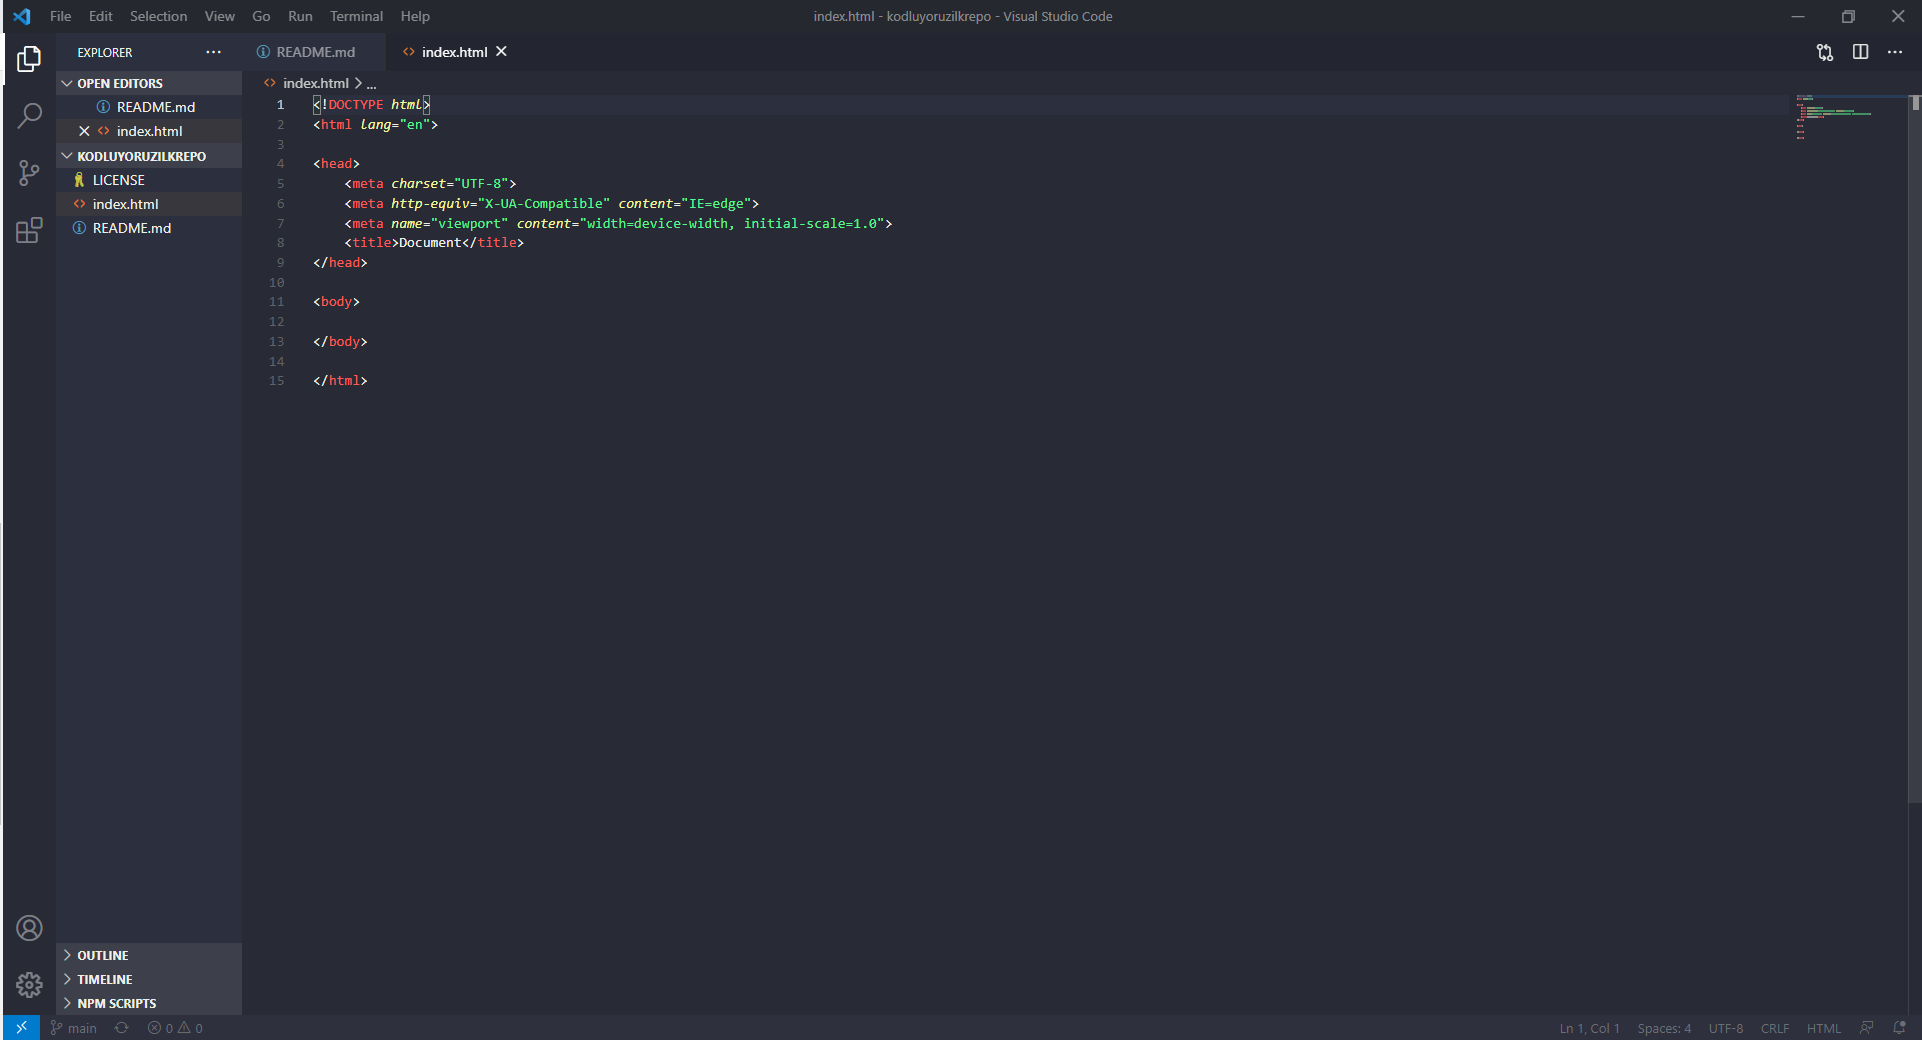 File Edit Selection View Go Run Terminal Help
index.html - kodluyoruzilkrepo - Visual Studio Code
EXPLORER
OPEN EDITORS
README.md
index.html
KODLUYORUZILKREPO
LICENSE
index.html
README.md
OUTLINE
TIMELINE
NPM SCRIPTS
README.md
index.html
index.html > ...
1 <!DOCTYPE html>
2 <html lang="en">
3
4 <head>
5     <meta charset="UTF-8">
6     <meta http-equiv="X-UA-Compatible" content="IE=edge">
7     <meta name="viewport" content="width=device-width, initial-scale=1.0">
8     <title>Document</title>
9 </head>
10
11 <body>
12
13 </body>
14
15 </html>
main 0 0 Ln 1, Col 1 Spaces: 4 UTF-8 CRLF HTML